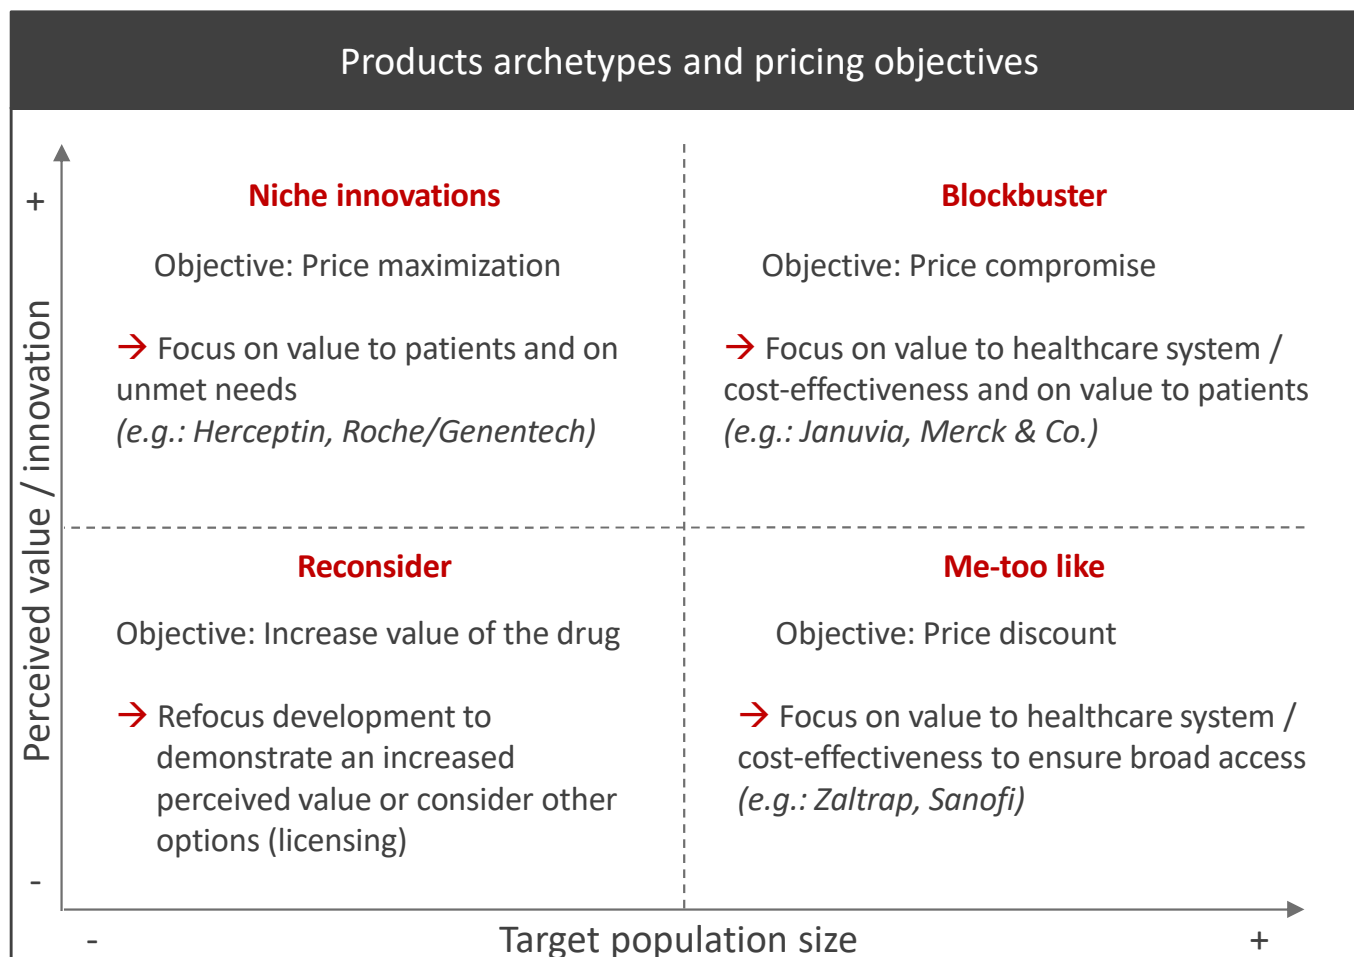 Products archetypes and pricing objectives
+
Perceived value / innovation
-
Niche innovations
Objective: Price maximization
→ Focus on value to patients and on
unmet needs
(e.g.: Herceptin, Roche/Genentech)
Blockbuster
Objective: Price compromise
→ Focus on value to healthcare system /
cost-effectiveness and on value to patients
(e.g.: Januvia, Merck & Co.)
Reconsider
Objective: Increase value of the drug
→ Refocus development to
demonstrate an increased
perceived value or consider other
options (licensing)
Me-too like
Objective: Price discount
→ Focus on value to healthcare system /
cost-effectiveness to ensure broad access
(e.g.: Zaltrap, Sanofi)
-
Target population size
+